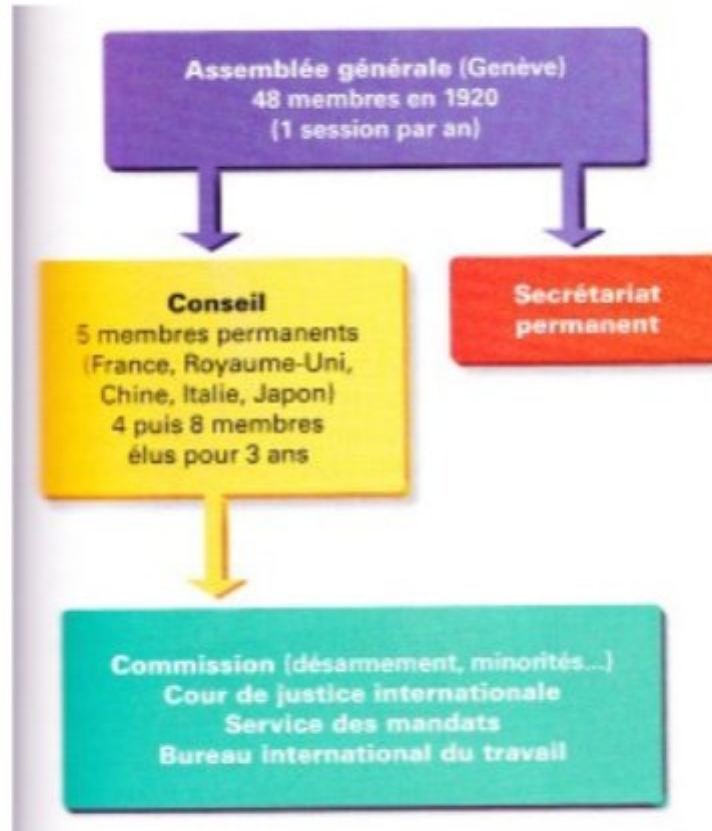 Assemblée générale (Genève)
48 membres en 1920
(1 session par an)
Conseil
5 membres permanents
(France, Royaume-Uni,
Chine, Italie, Japon)
4 puis 8 membres
élus pour 3 ans
Secrétariat
permanent
Commission (désarmement, minorités...)
Cour de justice internationale
Service des mandats
Bureau international du travail